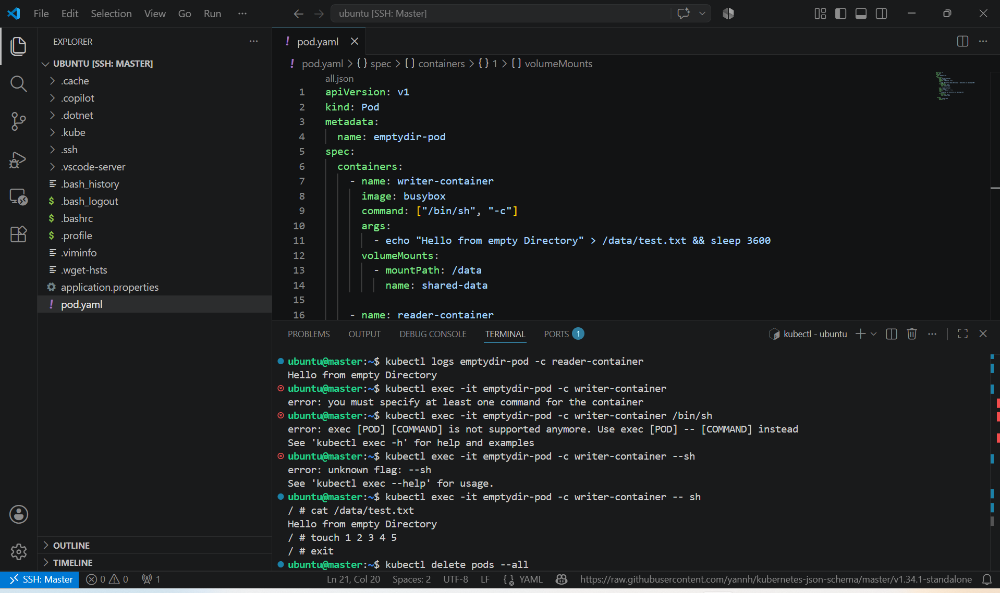 File Edit Selection View Go Run ···
ubuntu [SSH: Master]
EXPLORER
UBUNTU [SSH: MASTER]
.cache
.copilot
.dotnet
.kube
.ssh
.vscode-server
.bash_history
$ .bash_logout
$ .bashrc
$ .profile
.viminfo
.wget-hsts
application.properties
! pod.yaml
OUTLINE
TIMELINE
! pod.yaml
! pod.yaml > {} spec > [] containers > {} 1 > [] volumeMounts
all.json
1 apiVersion: v1
2 kind: Pod
3 metadata:
4   name: emptydir-pod
5 spec:
6   containers:
7     - name: writer-container
8       image: busybox
9       command: ["/bin/sh", "-c"]
10       args:
11         - echo "Hello from empty Directory" > /data/test.txt && sleep 3600
12       volumeMounts:
13         - mountPath: /data
14           name: shared-data
15
16     - name: reader-container
PROBLEMS OUTPUT DEBUG CONSOLE TERMINAL PORTS 1
kubectl - ubuntu
ubuntu@master:~$ kubectl logs emptydir-pod -c reader-container
Hello from empty Directory
ubuntu@master:~$ kubectl exec -it emptydir-pod -c writer-container
error: you must specify at least one command for the container
ubuntu@master:~$ kubectl exec -it emptydir-pod -c writer-container /bin/sh
error: exec [POD] [COMMAND] is not supported anymore. Use exec [POD] -- [COMMAND] instead
See 'kubectl exec -h' for help and examples
ubuntu@master:~$ kubectl exec -it emptydir-pod -c writer-container --sh
error: unknown flag: --sh
See 'kubectl exec --help' for usage.
ubuntu@master:~$ kubectl exec -it emptydir-pod -c writer-container -- sh
/ # cat /data/test.txt
Hello from empty Directory
/ # touch 1 2 3 4 5
/ # exit
ubuntu@master:~$ kubectl delete pods --all
SSH: Master 0 0 1 Ln 21, Col 20 Spaces: 2 UTF-8 LF {} YAML https://raw.githubusercontent.com/yannh/kubernetes-json-schema/master/v1.34.1-standalone